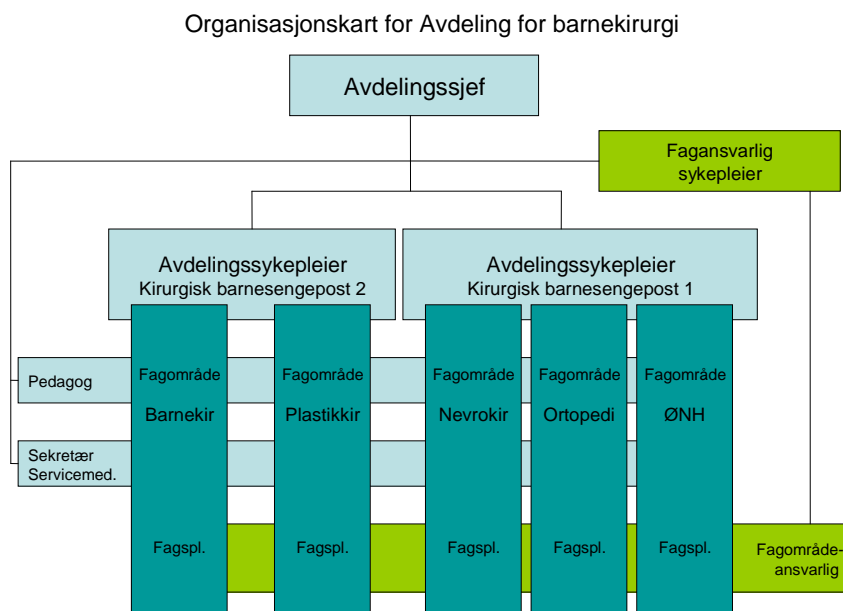 Organisasjonskart for Avdeling for barnekirurgi
Avdelingssjef
Fagansvarlig
sykepleier
Avdelingssykepleier
Kirurgisk barnesengepost 2
Avdelingssykepleier
Kirurgisk barnesengepost 1
Pedagog
Fagområde
Barnekir
Fagområde
Plastikkir
Fagområde
Nevrokir
Fagområde
Ortopedi
Fagområde
ØNH
Sekretær
Servicemed.
Fagspl.
Fagspl.
Fagspl.
Fagspl.
Fagspl.
Fagområde-
ansvarlig